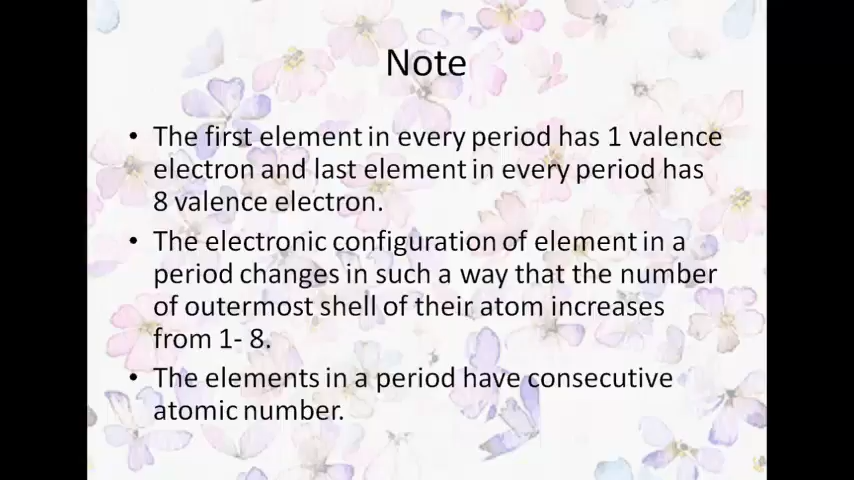 Note
• The first element in every period has 1 valence
electron and last element in every period has
8 valence electron.
• The electronic configuration of element in a
period changes in such a way that the number
of outermost shell of their atom increases
from 1- 8.
• The elements in a period have consecutive
atomic number.